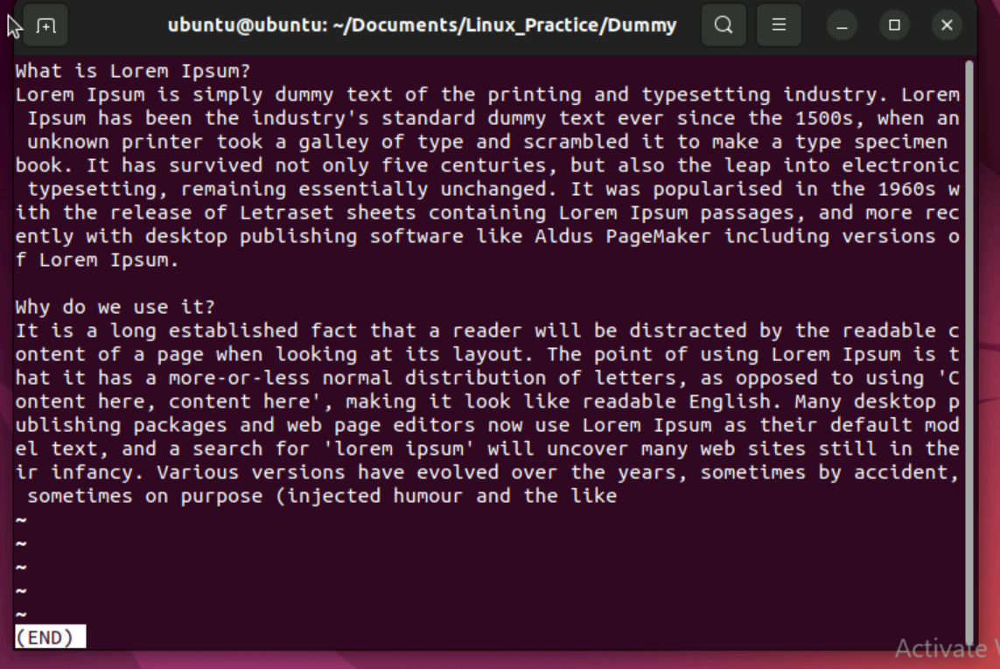 ubuntu@ubuntu: ~/Documents/Linux_Practice/Dummy
What is Lorem Ipsum?
Lorem Ipsum is simply dummy text of the printing and typesetting industry. Lorem
 Ipsum has been the industry's standard dummy text ever since the 1500s, when an
 unknown printer took a galley of type and scrambled it to make a type specimen
book. It has survived not only five centuries, but also the leap into electronic
 typesetting, remaining essentially unchanged. It was popularised in the 1960s w
ith the release of Letraset sheets containing Lorem Ipsum passages, and more rec
ently with desktop publishing software like Aldus PageMaker including versions o
f Lorem Ipsum.

Why do we use it?
It is a long established fact that a reader will be distracted by the readable c
ontent of a page when looking at its layout. The point of using Lorem Ipsum is t
hat it has a more-or-less normal distribution of letters, as opposed to using 'C
ontent here, content here', making it look like readable English. Many desktop p
ublishing packages and web page editors now use Lorem Ipsum as their default mod
el text, and a search for 'lorem ipsum' will uncover many web sites still in the
ir infancy. Various versions have evolved over the years, sometimes by accident,
 sometimes on purpose (injected humour and the like
~
~
~
~
~
(END)
Activate